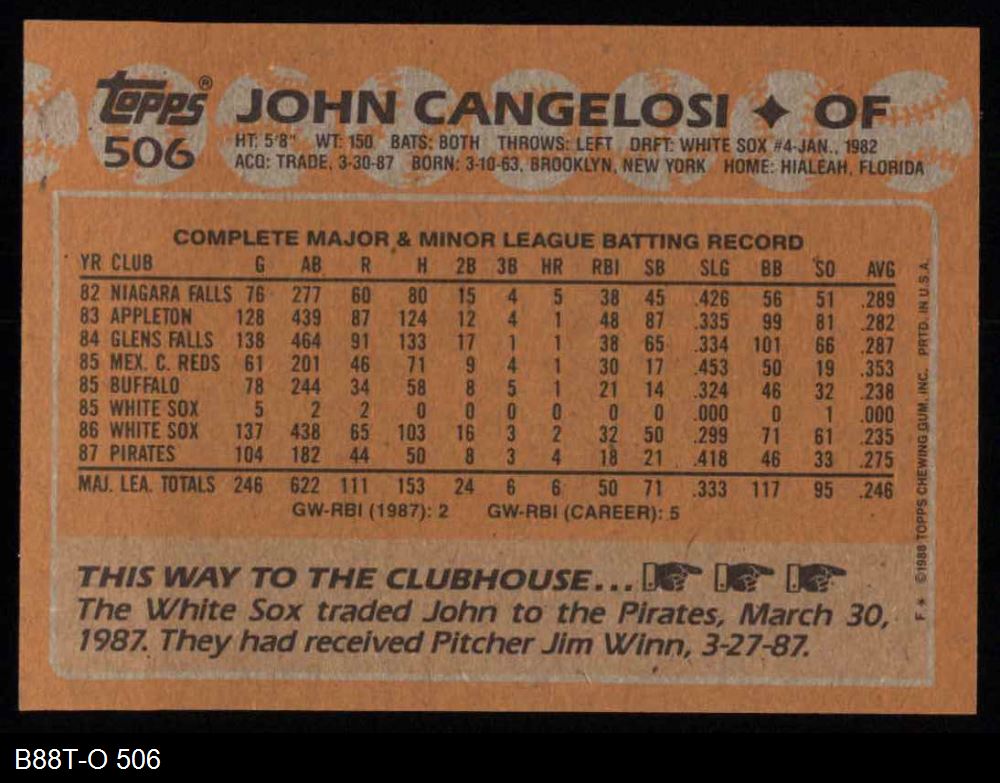 Topps®
506
JOHN CANGELOSI ✦ OF
HT: 5'8" WT: 150 BATS: BOTH THROWS: LEFT DRFT: WHITE SOX #4-JAN., 1982
ACQ: TRADE, 3-30-87 BORN: 3-10-63, BROOKLYN, NEW YORK HOME: HIALEAH, FLORIDA
COMPLETE MAJOR & MINOR LEAGUE BATTING RECORD
YR CLUB G AB R H 2B 3B HR RBI SB SLG BB SO AVG
82 NIAGARA FALLS 76 277 60 80 15 4 5 38 45 .426 56 51 .289
83 APPLETON 128 439 87 124 12 4 1 48 87 .335 99 81 .282
84 GLENS FALLS 138 464 91 133 17 1 1 38 65 .334 101 66 .287
85 MEX. C. REDS 61 201 46 71 9 4 1 30 17 .453 50 19 .353
85 BUFFALO 78 244 34 58 8 5 1 21 14 .324 46 32 .238
85 WHITE SOX 5 2 2 0 0 0 0 0 0 .000 0 1 .000
86 WHITE SOX 137 438 65 103 16 3 2 32 50 .299 71 61 .235
87 PIRATES 104 182 44 50 8 3 4 18 21 .418 46 33 .275
MAJ. LEA. TOTALS 246 622 111 153 24 6 6 50 71 .333 117 95 .246
GW-RBI (1987): 2 GW-RBI (CAREER): 5
THIS WAY TO THE CLUBHOUSE...
The White Sox traded John to the Pirates, March 30,
1987. They had received Pitcher Jim Winn, 3-27-87.
F * ©1988 TOPPS CHEWING GUM, INC. PRTD. IN U.S.A.
B88T-O 506